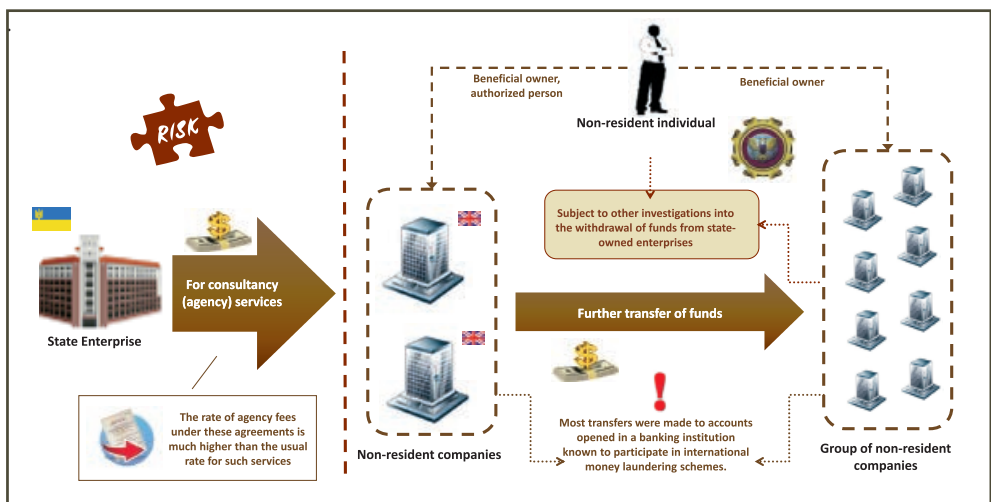 RISK
Beneficial owner,
authorized person
Beneficial owner
Non-resident individual
Subject to other investigations into
the withdrawal of funds from state-
owned enterprises
For consultancy
(agency) services
State Enterprise
Further transfer of funds
The rate of agency fees
under these agreements is
much higher than the usual
rate for such services
Non-resident companies
Most transfers were made to accounts
opened in a banking institution
known to participate in international
money laundering schemes.
Group of non-resident
companies